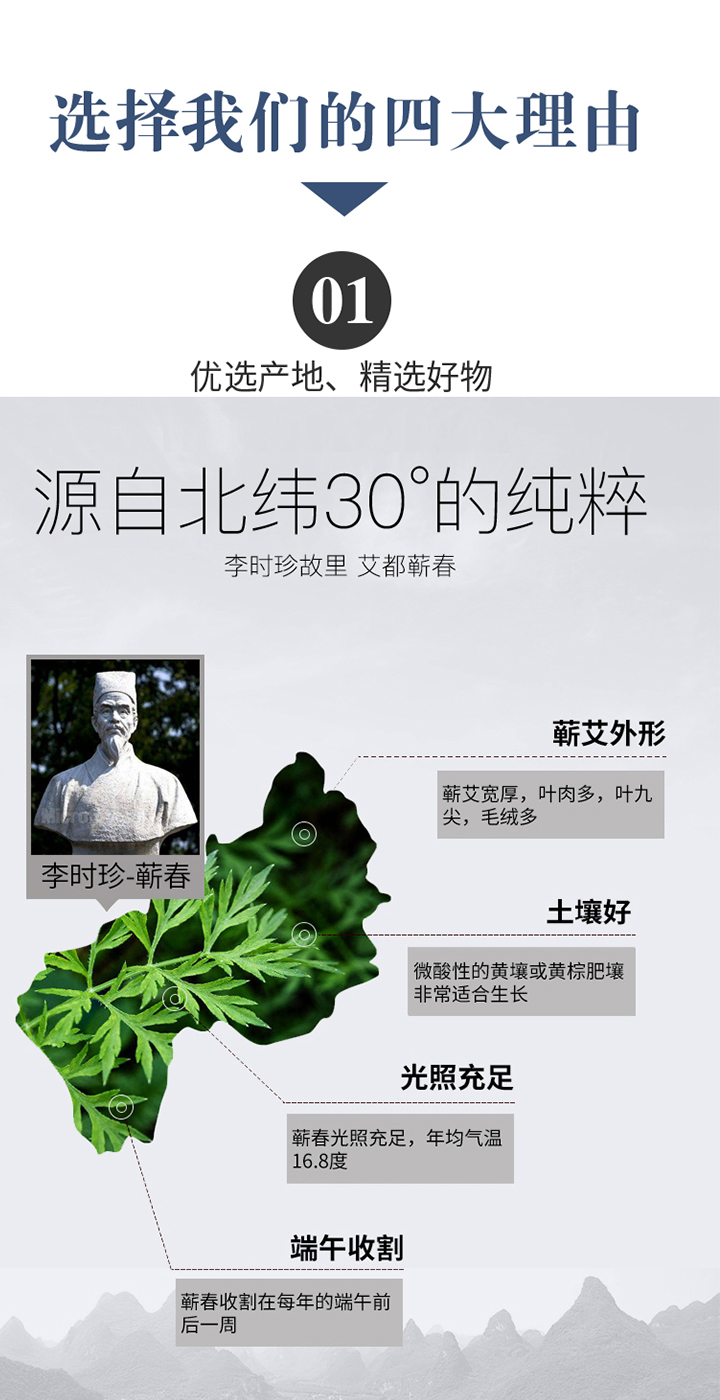 选择我们的四大理由
01
优选产地、精选好物
源自北纬30°的纯粹
李时珍故里 艾都蕲春
李时珍-蕲春
蕲艾外形
蕲艾宽厚，叶肉多，叶九
尖，毛绒多
土壤好
微酸性的黄壤或黄棕肥壤
非常适合生长
光照充足
蕲春光照充足，年均气温
16.8度
端午收割
蕲春收割在每年的端午前
后一周